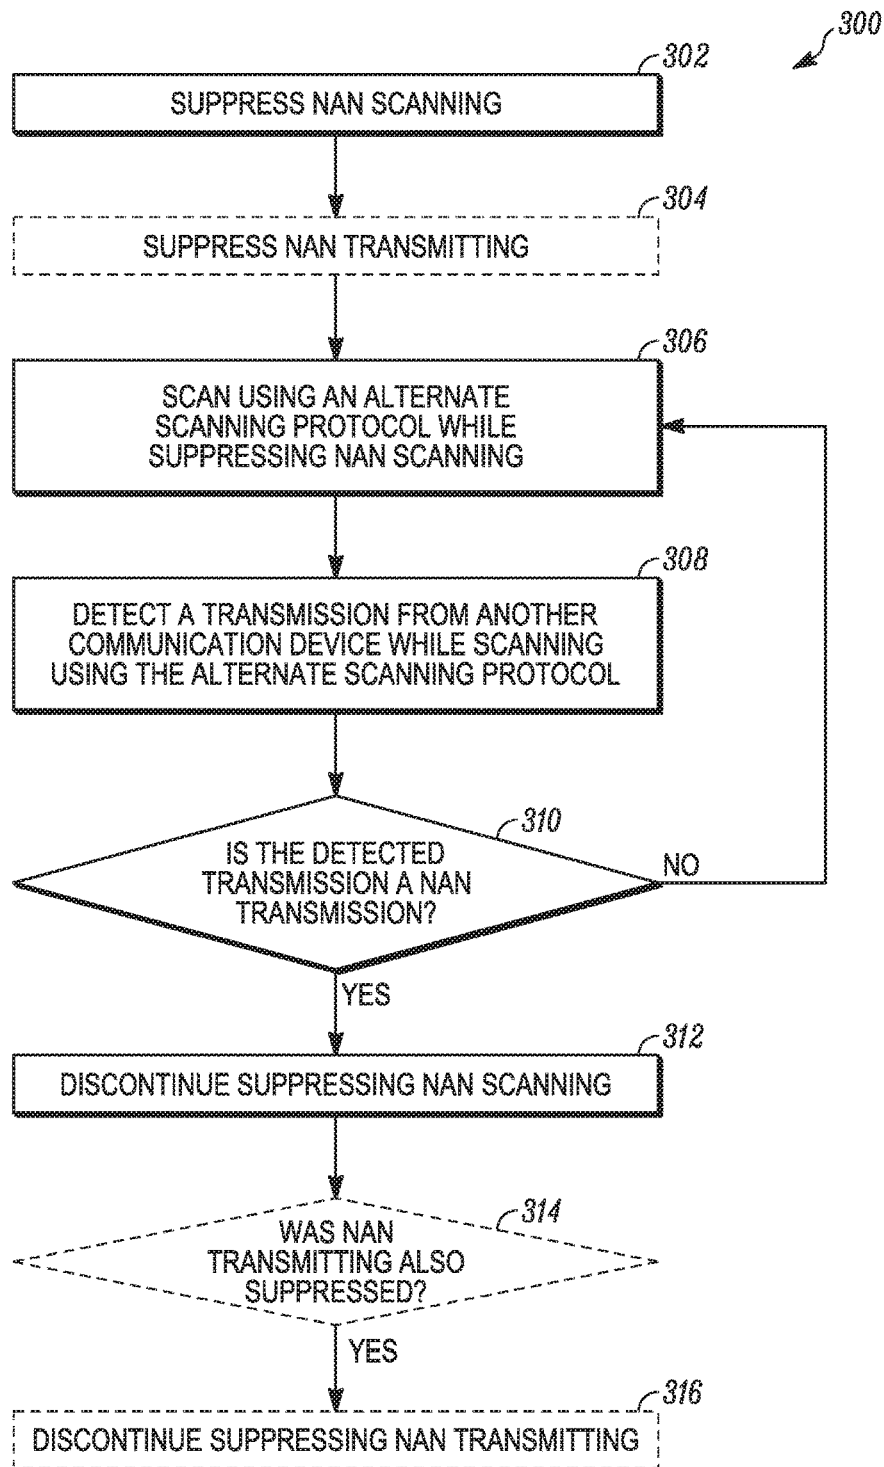 300
302
SUPPRESS NAN SCANNING
304
SUPPRESS NAN TRANSMITTING
306
SCAN USING AN ALTERNATE
SCANNING PROTOCOL WHILE
SUPPRESSING NAN SCANNING
308
DETECT A TRANSMISSION FROM ANOTHER
COMMUNICATION DEVICE WHILE SCANNING
USING THE ALTERNATE SCANNING PROTOCOL
310
IS THE DETECTED
TRANSMISSION A NAN
TRANSMISSION?
NO
YES
312
DISCONTINUE SUPPRESSING NAN SCANNING
314
WAS NAN
TRANSMITTING ALSO
SUPPRESSED?
YES
316
DISCONTINUE SUPPRESSING NAN TRANSMITTING